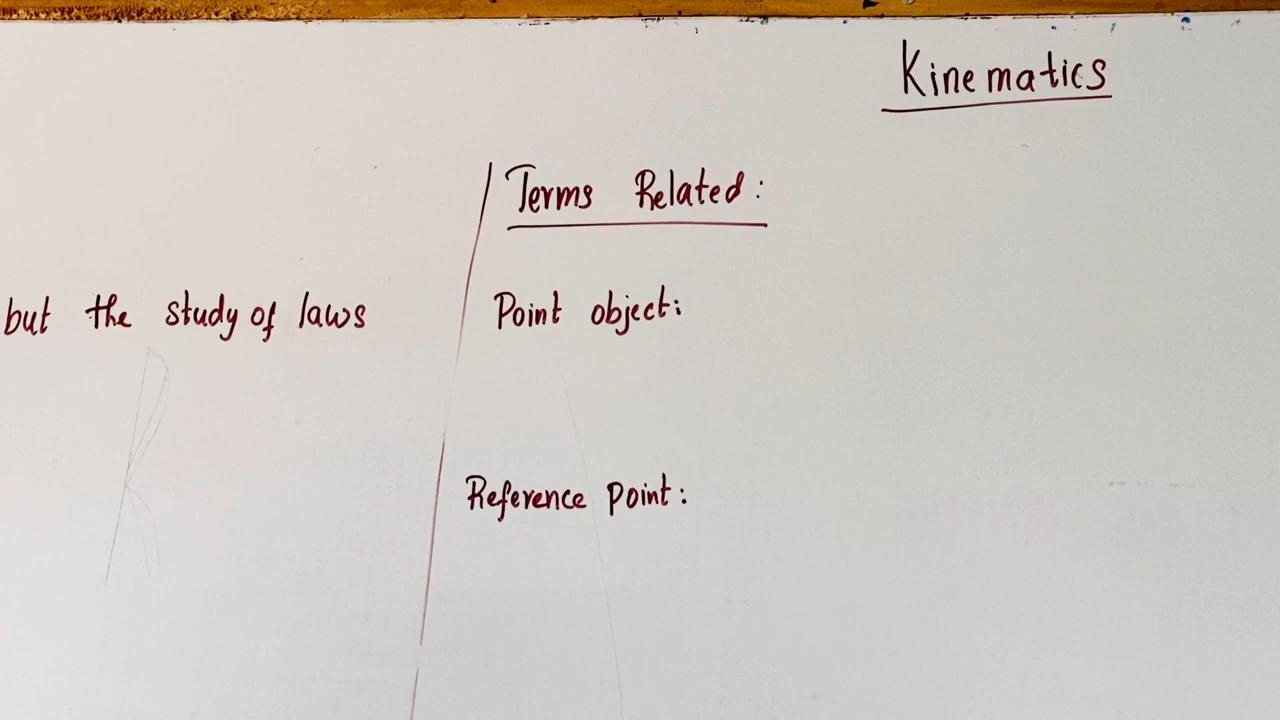 Kinematics
Terms Related:
but the study of laws
Point object:
Reference point: